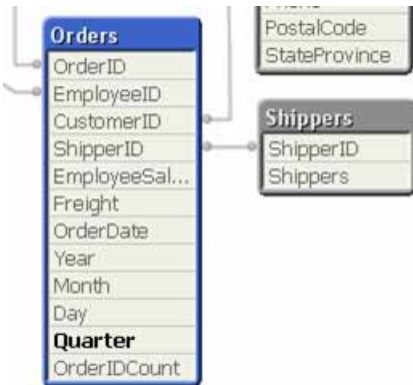 Orders
OrderID
EmployeeID
CustomerID
ShipperID
EmployeeSal...
Freight
OrderDate
Year
Month
Day
Quarter
OrderIDCount
PostalCode
StateProvince
Shippers
ShipperID
Shippers